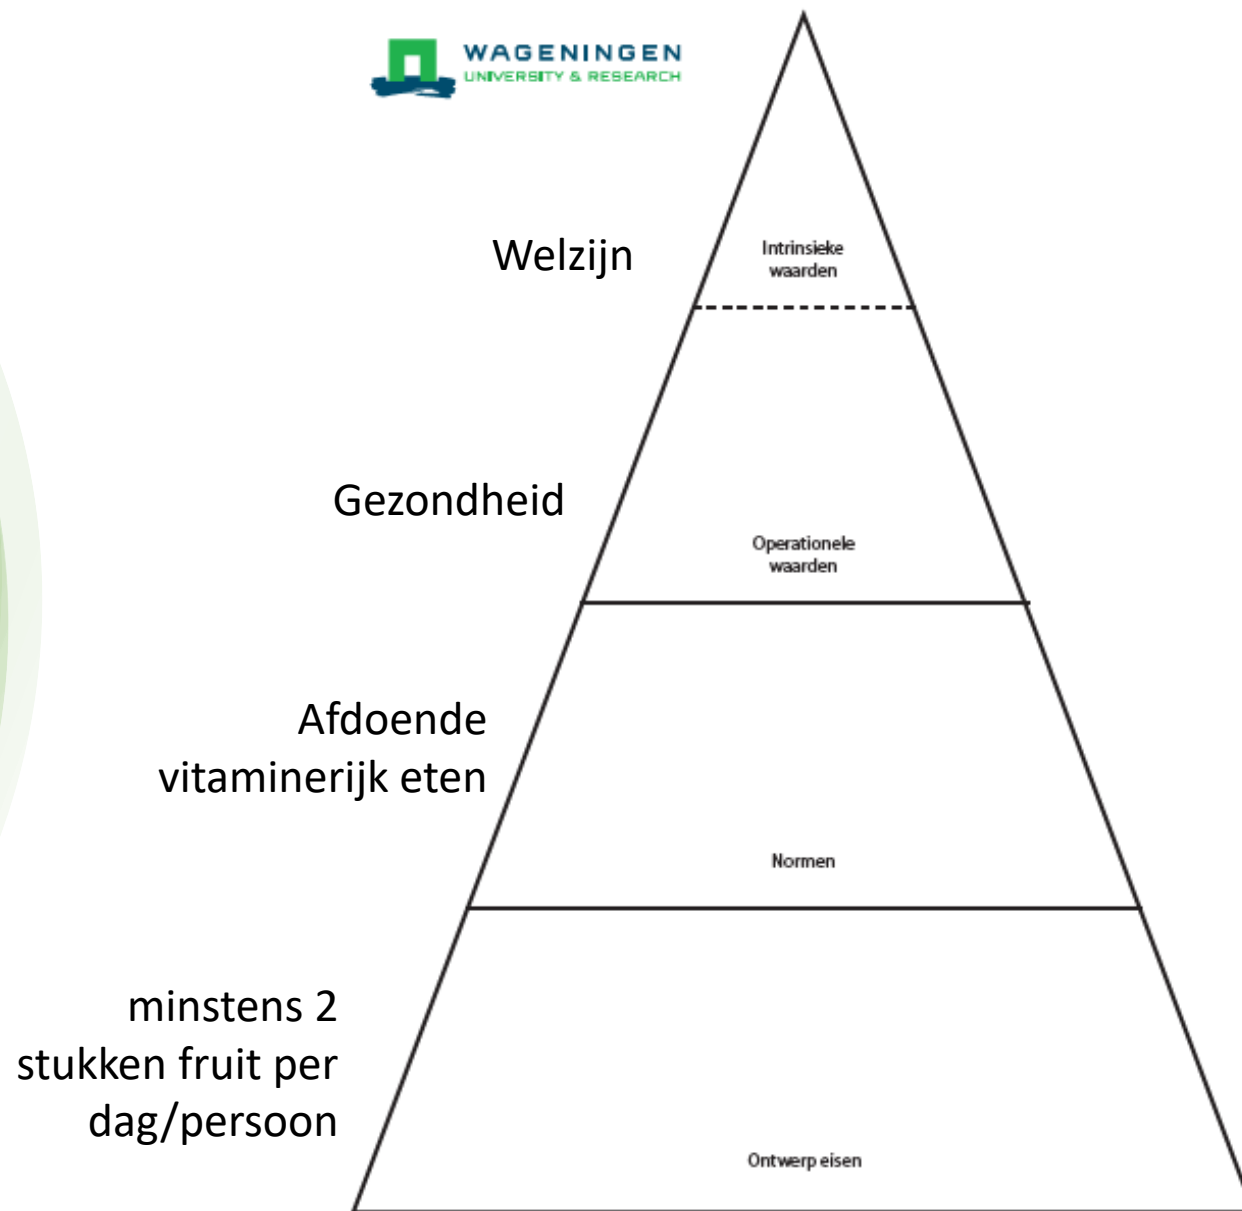 WAGENINGEN
UNIVERSITY & RESEARCH
Welzijn
Intrinsieke
waarden
Gezondheid
Operationele
waarden
Afdoende
vitaminerijk eten
Normen
minstens 2
stukken fruit per
dag/persoon
Ontwerp eisen